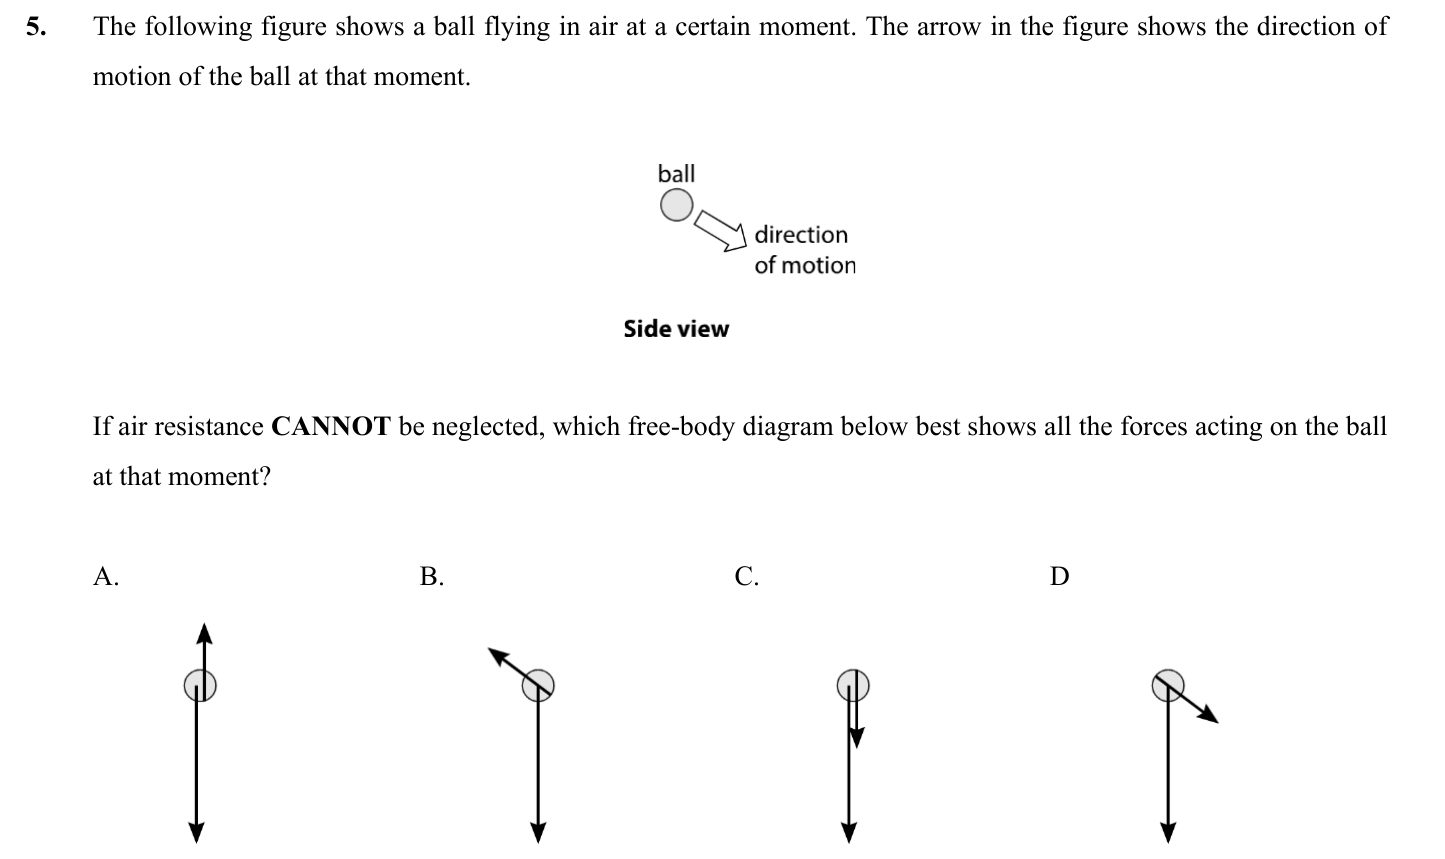 5. The following figure shows a ball flying in air at a certain moment. The arrow in the figure shows the direction of
motion of the ball at that moment.
ball
direction
of motion
Side view
If air resistance CANNOT be neglected, which free-body diagram below best shows all the forces acting on the ball
at that moment?
A. B. C. D